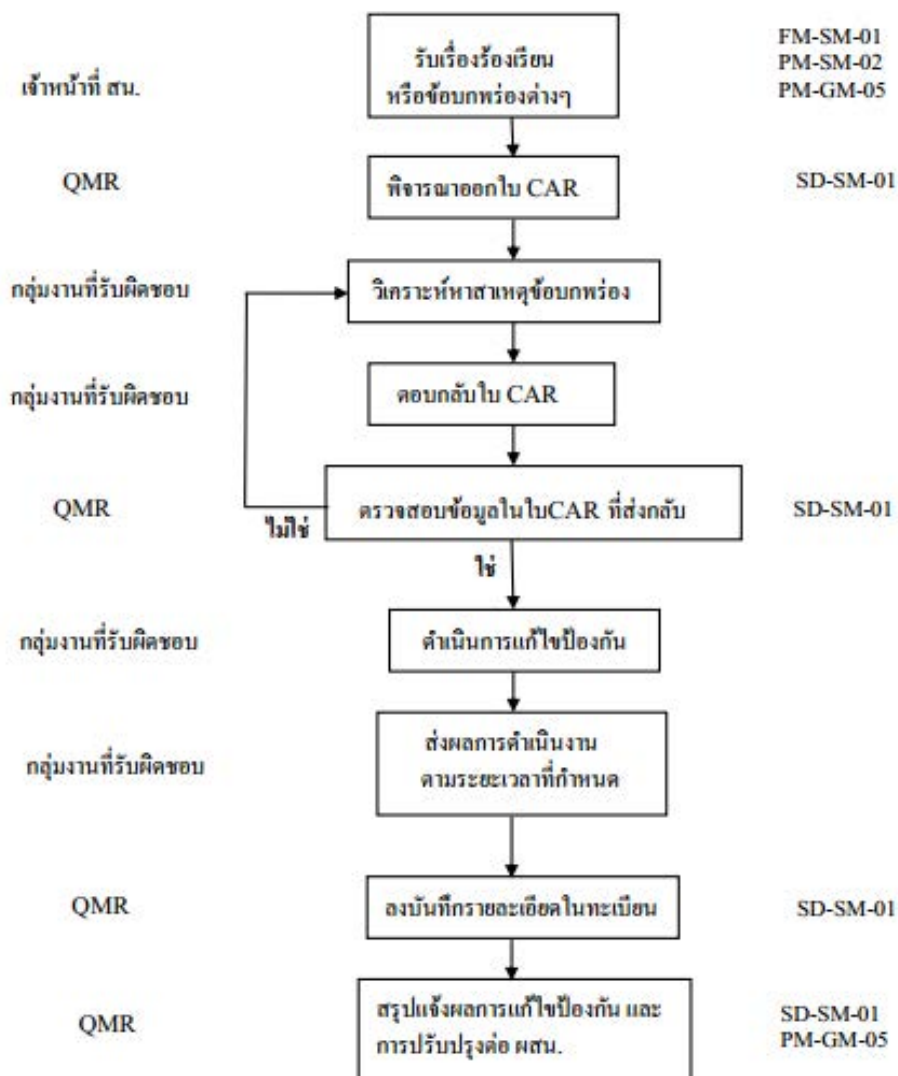 เจ้าหน้าที่ สน.
รับเรื่องร้องเรียน
หรือข้อบกพร่องต่างๆ
FM-SM-01
PM-SM-02
PM-GM-05
QMR
พิจารณาออกใบ CAR
SD-SM-01
กลุ่มงานที่รับผิดชอบ
วิเคราะห์หาสาเหตุข้อบกพร่อง
กลุ่มงานที่รับผิดชอบ
ตอบกลับใบ CAR
QMR
ตรวจสอบข้อมูลในใบCAR ที่ส่งกลับ
SD-SM-01
ไม่ใช่
ใช่
กลุ่มงานที่รับผิดชอบ
ดำเนินการแก้ไขป้องกัน
กลุ่มงานที่รับผิดชอบ
ส่งผลการดำเนินงาน
ตามระยะเวลาที่กำหนด
QMR
ลงบันทึกรายละเอียดในทะเบียน
SD-SM-01
QMR
สรุปแจ้งผลการแก้ไขป้องกัน และ
การปรับปรุงต่อ ผสน.
SD-SM-01
PM-GM-05